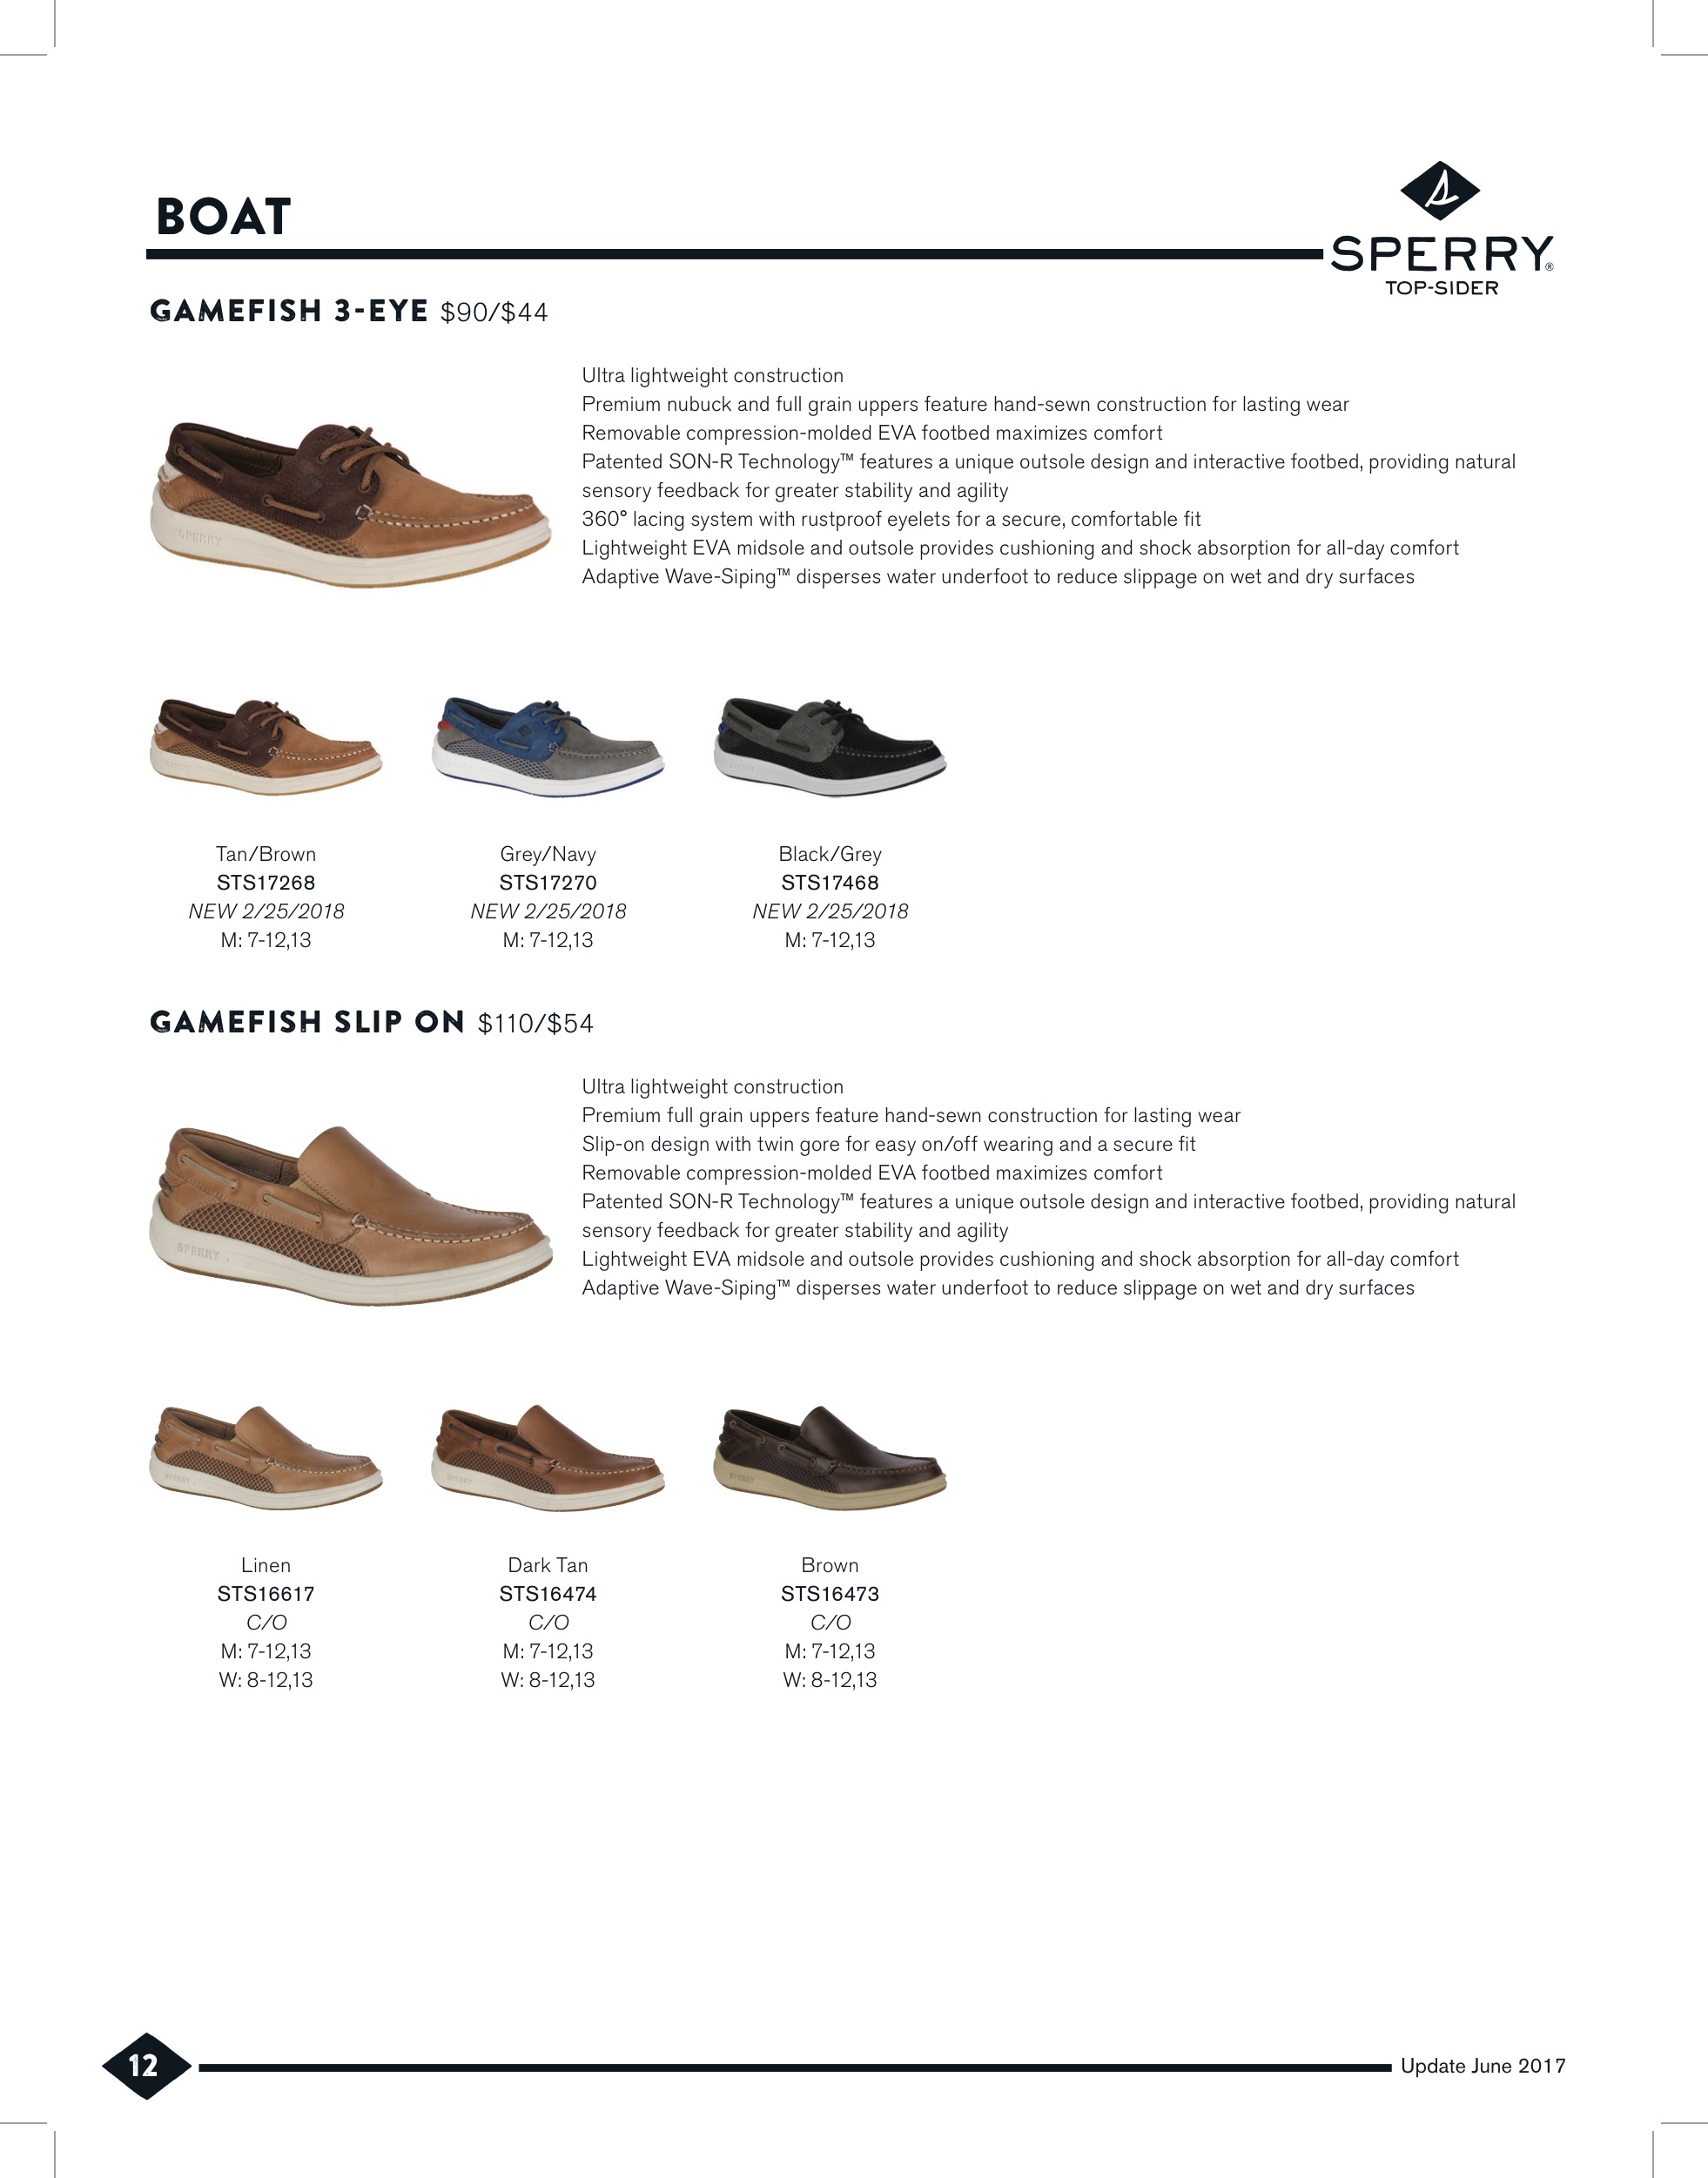 BOAT
SPERRY®
TOP-SIDER
GAMEFISH 3-EYE $90/$44
Ultra lightweight construction
Premium nubuck and full grain uppers feature hand-sewn construction for lasting wear
Removable compression-molded EVA footbed maximizes comfort
Patented SON-R Technology™ features a unique outsole design and interactive footbed, providing natural
sensory feedback for greater stability and agility
360° lacing system with rustproof eyelets for a secure, comfortable fit
Lightweight EVA midsole and outsole provides cushioning and shock absorption for all-day comfort
Adaptive Wave-Siping™ disperses water underfoot to reduce slippage on wet and dry surfaces
SPERRY
Tan/Brown
STS17268
NEW 2/25/2018
M: 7-12,13
Grey/Navy
STS17270
NEW 2/25/2018
M: 7-12,13
Black/Grey
STS17468
NEW 2/25/2018
M: 7-12,13
GAMEFISH SLIP ON $110/$54
Ultra lightweight construction
Premium full grain uppers feature hand-sewn construction for lasting wear
Slip-on design with twin gore for easy on/off wearing and a secure fit
Removable compression-molded EVA footbed maximizes comfort
Patented SON-R Technology™ features a unique outsole design and interactive footbed, providing natural
sensory feedback for greater stability and agility
Lightweight EVA midsole and outsole provides cushioning and shock absorption for all-day comfort
Adaptive Wave-Siping™ disperses water underfoot to reduce slippage on wet and dry surfaces
SPERRY
Linen
STS16617
C/O
M: 7-12,13
W: 8-12,13
Dark Tan
STS16474
C/O
M: 7-12,13
W: 8-12,13
Brown
STS16473
C/O
M: 7-12,13
W: 8-12,13
12
Update June 2017